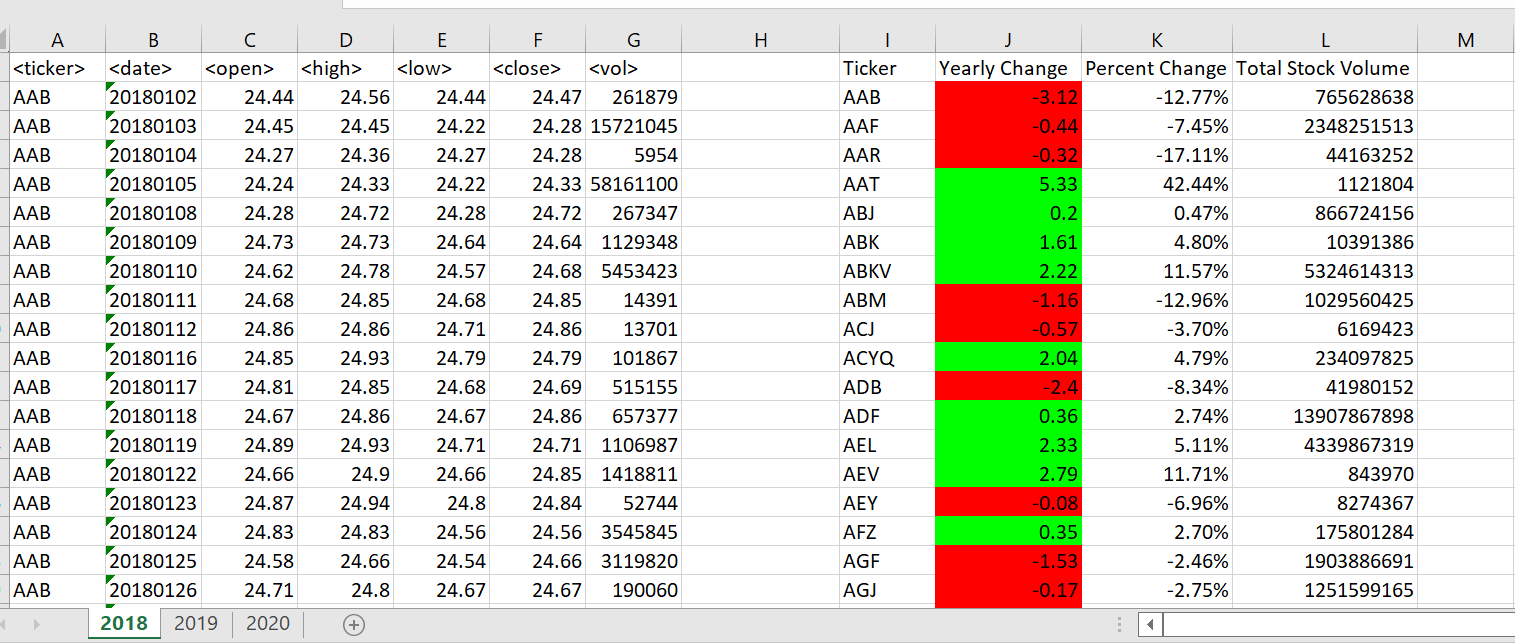 A B C D E F G H I J K L M
<ticker> <date> <open> <high> <low> <close> <vol> Ticker Yearly Change Percent Change Total Stock Volume
AAB 20180102 24.44 24.56 24.44 24.47 261879 AAB -3.12 -12.77% 765628638
AAB 20180103 24.45 24.45 24.22 24.28 15721045 AAF -0.44 -7.45% 2348251513
AAB 20180104 24.27 24.36 24.27 24.28 5954 AAR -0.32 -17.11% 44163252
AAB 20180105 24.24 24.33 24.22 24.33 58161100 AAT 5.33 42.44% 1121804
AAB 20180108 24.28 24.72 24.28 24.72 267347 ABJ 0.2 0.47% 866724156
AAB 20180109 24.73 24.73 24.64 24.64 1129348 ABK 1.61 4.80% 10391386
AAB 20180110 24.62 24.78 24.57 24.68 5453423 ABKV 2.22 11.57% 5324614313
AAB 20180111 24.68 24.85 24.68 24.85 14391 ABM -1.16 -12.96% 1029560425
AAB 20180112 24.86 24.86 24.71 24.86 13701 ACJ -0.57 -3.70% 6169423
AAB 20180116 24.85 24.93 24.79 24.79 101867 ACYQ 2.04 4.79% 234097825
AAB 20180117 24.81 24.85 24.68 24.69 515155 ADB -2.4 -8.34% 41980152
AAB 20180118 24.67 24.86 24.67 24.86 657377 ADF 0.36 2.74% 13907867898
AAB 20180119 24.89 24.93 24.71 24.71 1106987 AEL 2.33 5.11% 4339867319
AAB 20180122 24.66 24.9 24.66 24.85 1418811 AEV 2.79 11.71% 843970
AAB 20180123 24.87 24.94 24.8 24.84 52744 AEY -0.08 -6.96% 8274367
AAB 20180124 24.83 24.83 24.56 24.56 3545845 AFZ 0.35 2.70% 175801284
AAB 20180125 24.58 24.66 24.54 24.66 3119820 AGF -1.53 -2.46% 1903886691
AAB 20180126 24.71 24.8 24.67 24.67 190060 AGJ -0.17 -2.75% 1251599165
2018 2019 2020